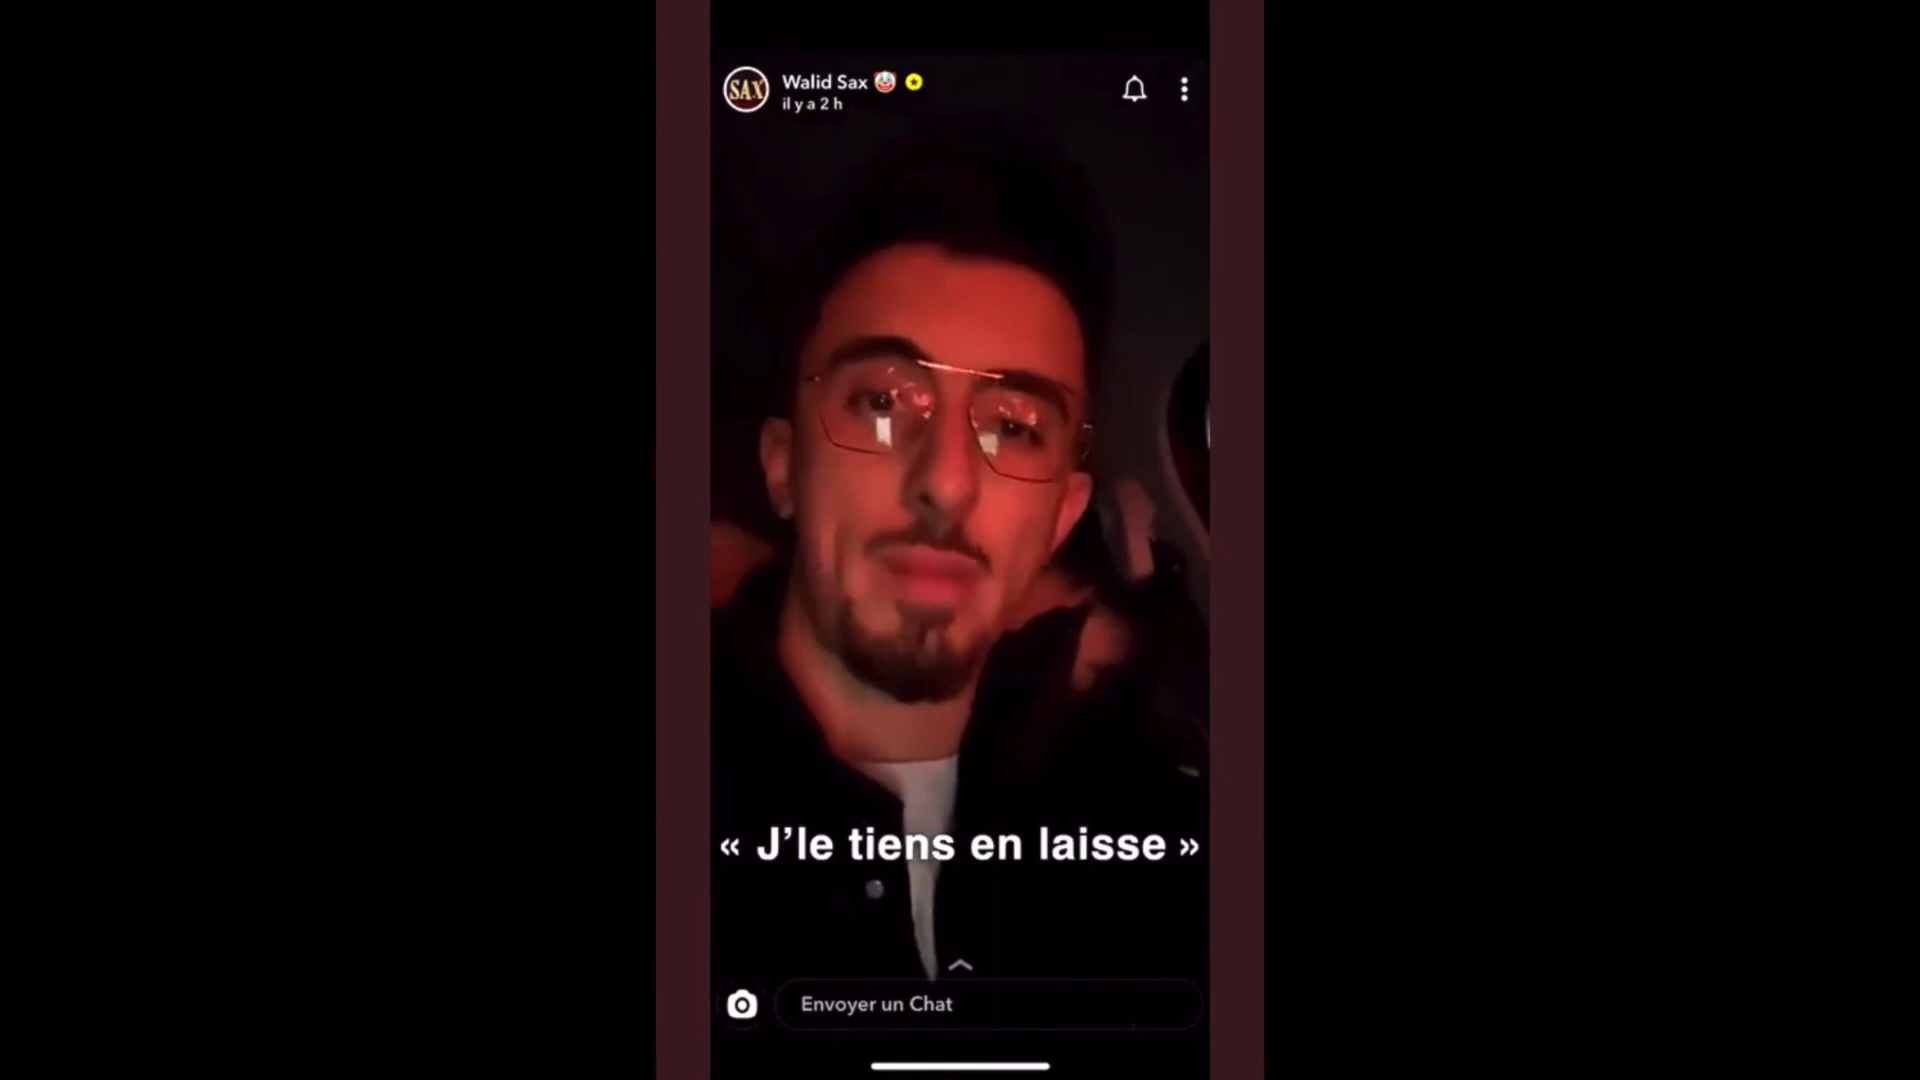 SAX
Walid Sax 🤡
il y a 2 h
« J’le tiens en laisse »
Envoyer un Chat